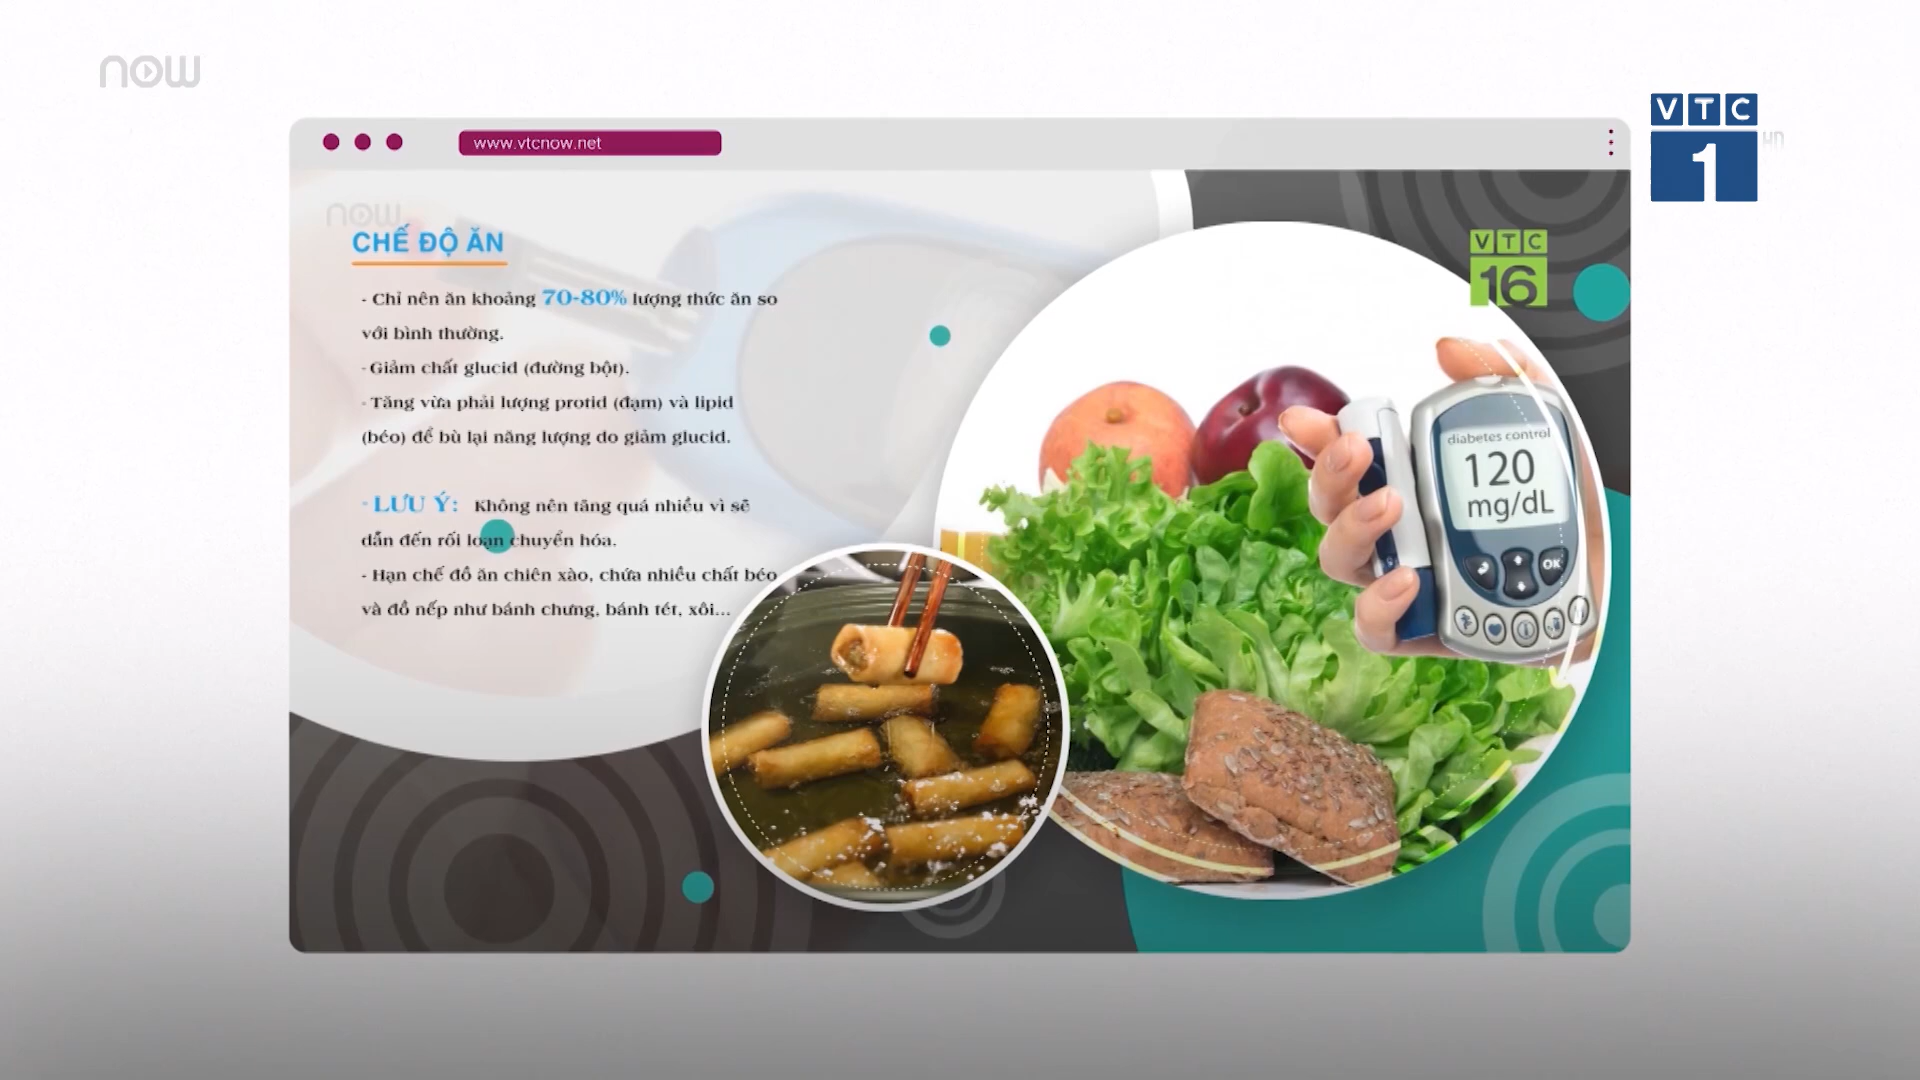 now
VTC
1
www.vtcnow.net
now
CHẾ ĐỘ ĂN
VTC
16
- Chỉ nên ăn khoảng 70-80% lượng thức ăn so
với bình thường.
- Giảm chất glucid (đường bột).
- Tăng vừa phải lượng protid (đạm) và lipid
(béo) để bù lại năng lượng do giảm glucid.
- LƯU Ý: Không nên tăng quá nhiều vì sẽ
dẫn đến rối loạn chuyển hóa.
- Hạn chế đồ ăn chiên xào, chứa nhiều chất béo
và đồ nếp như bánh chưng, bánh tét, xôi...
diabetes control
120
mg/dL
OK